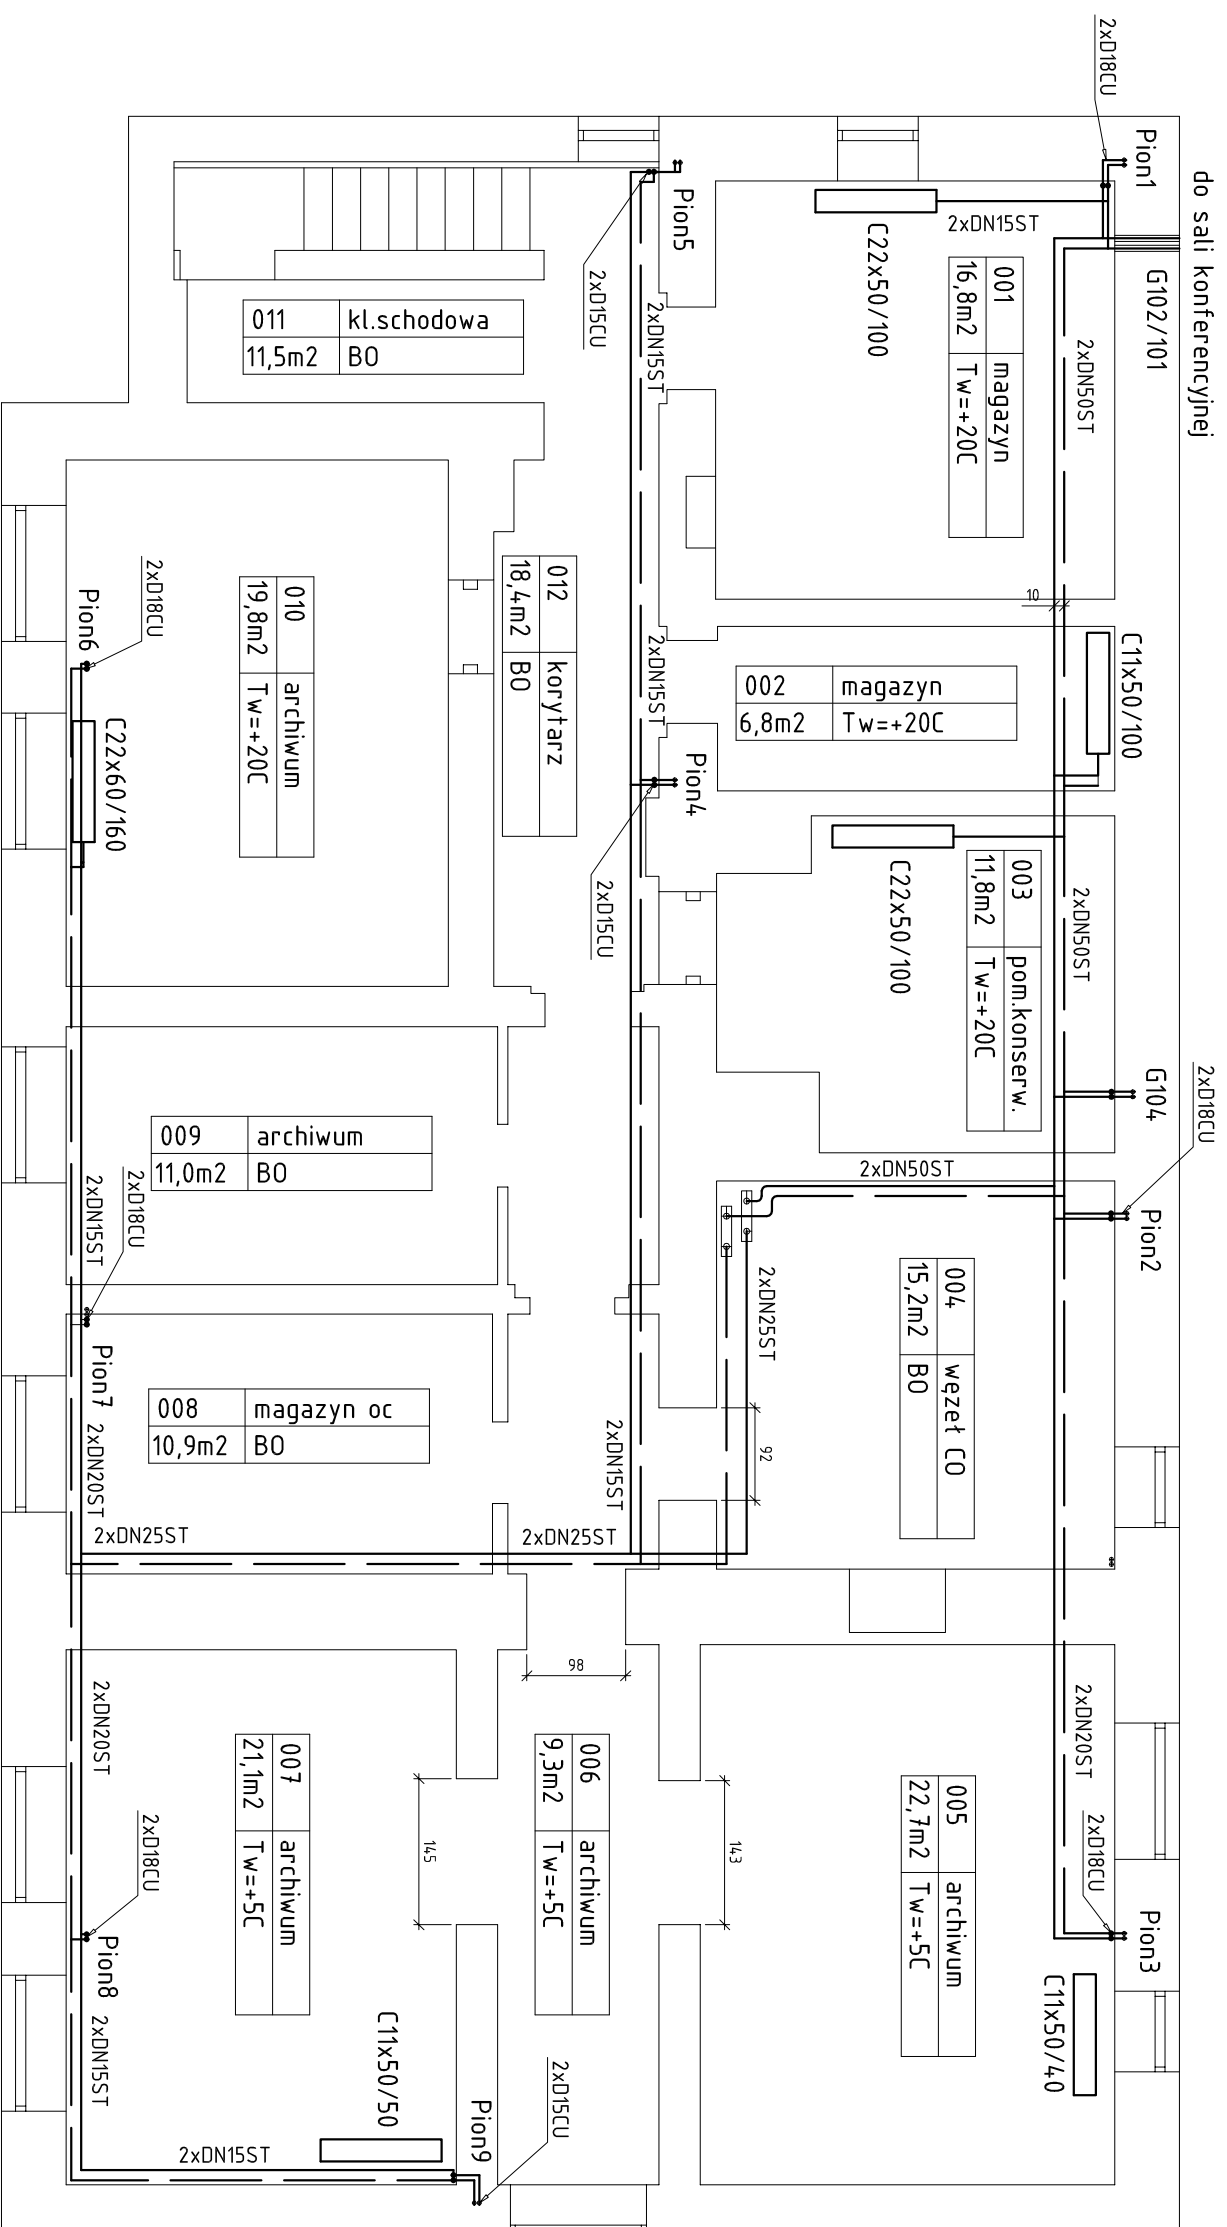 do sali konferencyjnej
2xD18CU
Pion1
G102/101
2xDN15ST
C22x50/100
001 magazyn
16,8m2 Tw=+20C
2xDN50ST
10
Pion5
2xD15CU
2xDN15ST
011 kl.schodowa
11,5m2 BO
C11x50/100
002 magazyn
6,8m2 Tw=+20C
2xDN15ST
Pion4
2xD15CU
012 korytarz
18,4m2 BO
010 archiwum
19,8m2 Tw=+20C
2xD18CU
Pion6
C22x60/160
C22x50/100
003 pom.konserw.
11,8m2 Tw=+20C
2xDN50ST
G104
2xD18CU
Pion2
2xDN50ST
2xDN25ST
004 węzeł CO
15,2m2 BO
92
009 archiwum
11,0m2 BO
2xD18CU
2xDN15ST
Pion7
2xDN20ST
008 magazyn oc
10,9m2 BO
2xDN15ST
2xDN25ST
2xDN25ST
98
2xDN20ST
2xD18CU
Pion3
C11x50/40
005 archiwum
22,7m2 Tw=+5C
143
006 archiwum
9,3m2 Tw=+5C
145
007 archiwum
21,1m2 Tw=+5C
2xDN20ST
2xD18CU
Pion8
2xDN15ST
C11x50/50
2xD15CU
Pion9
2xDN15ST